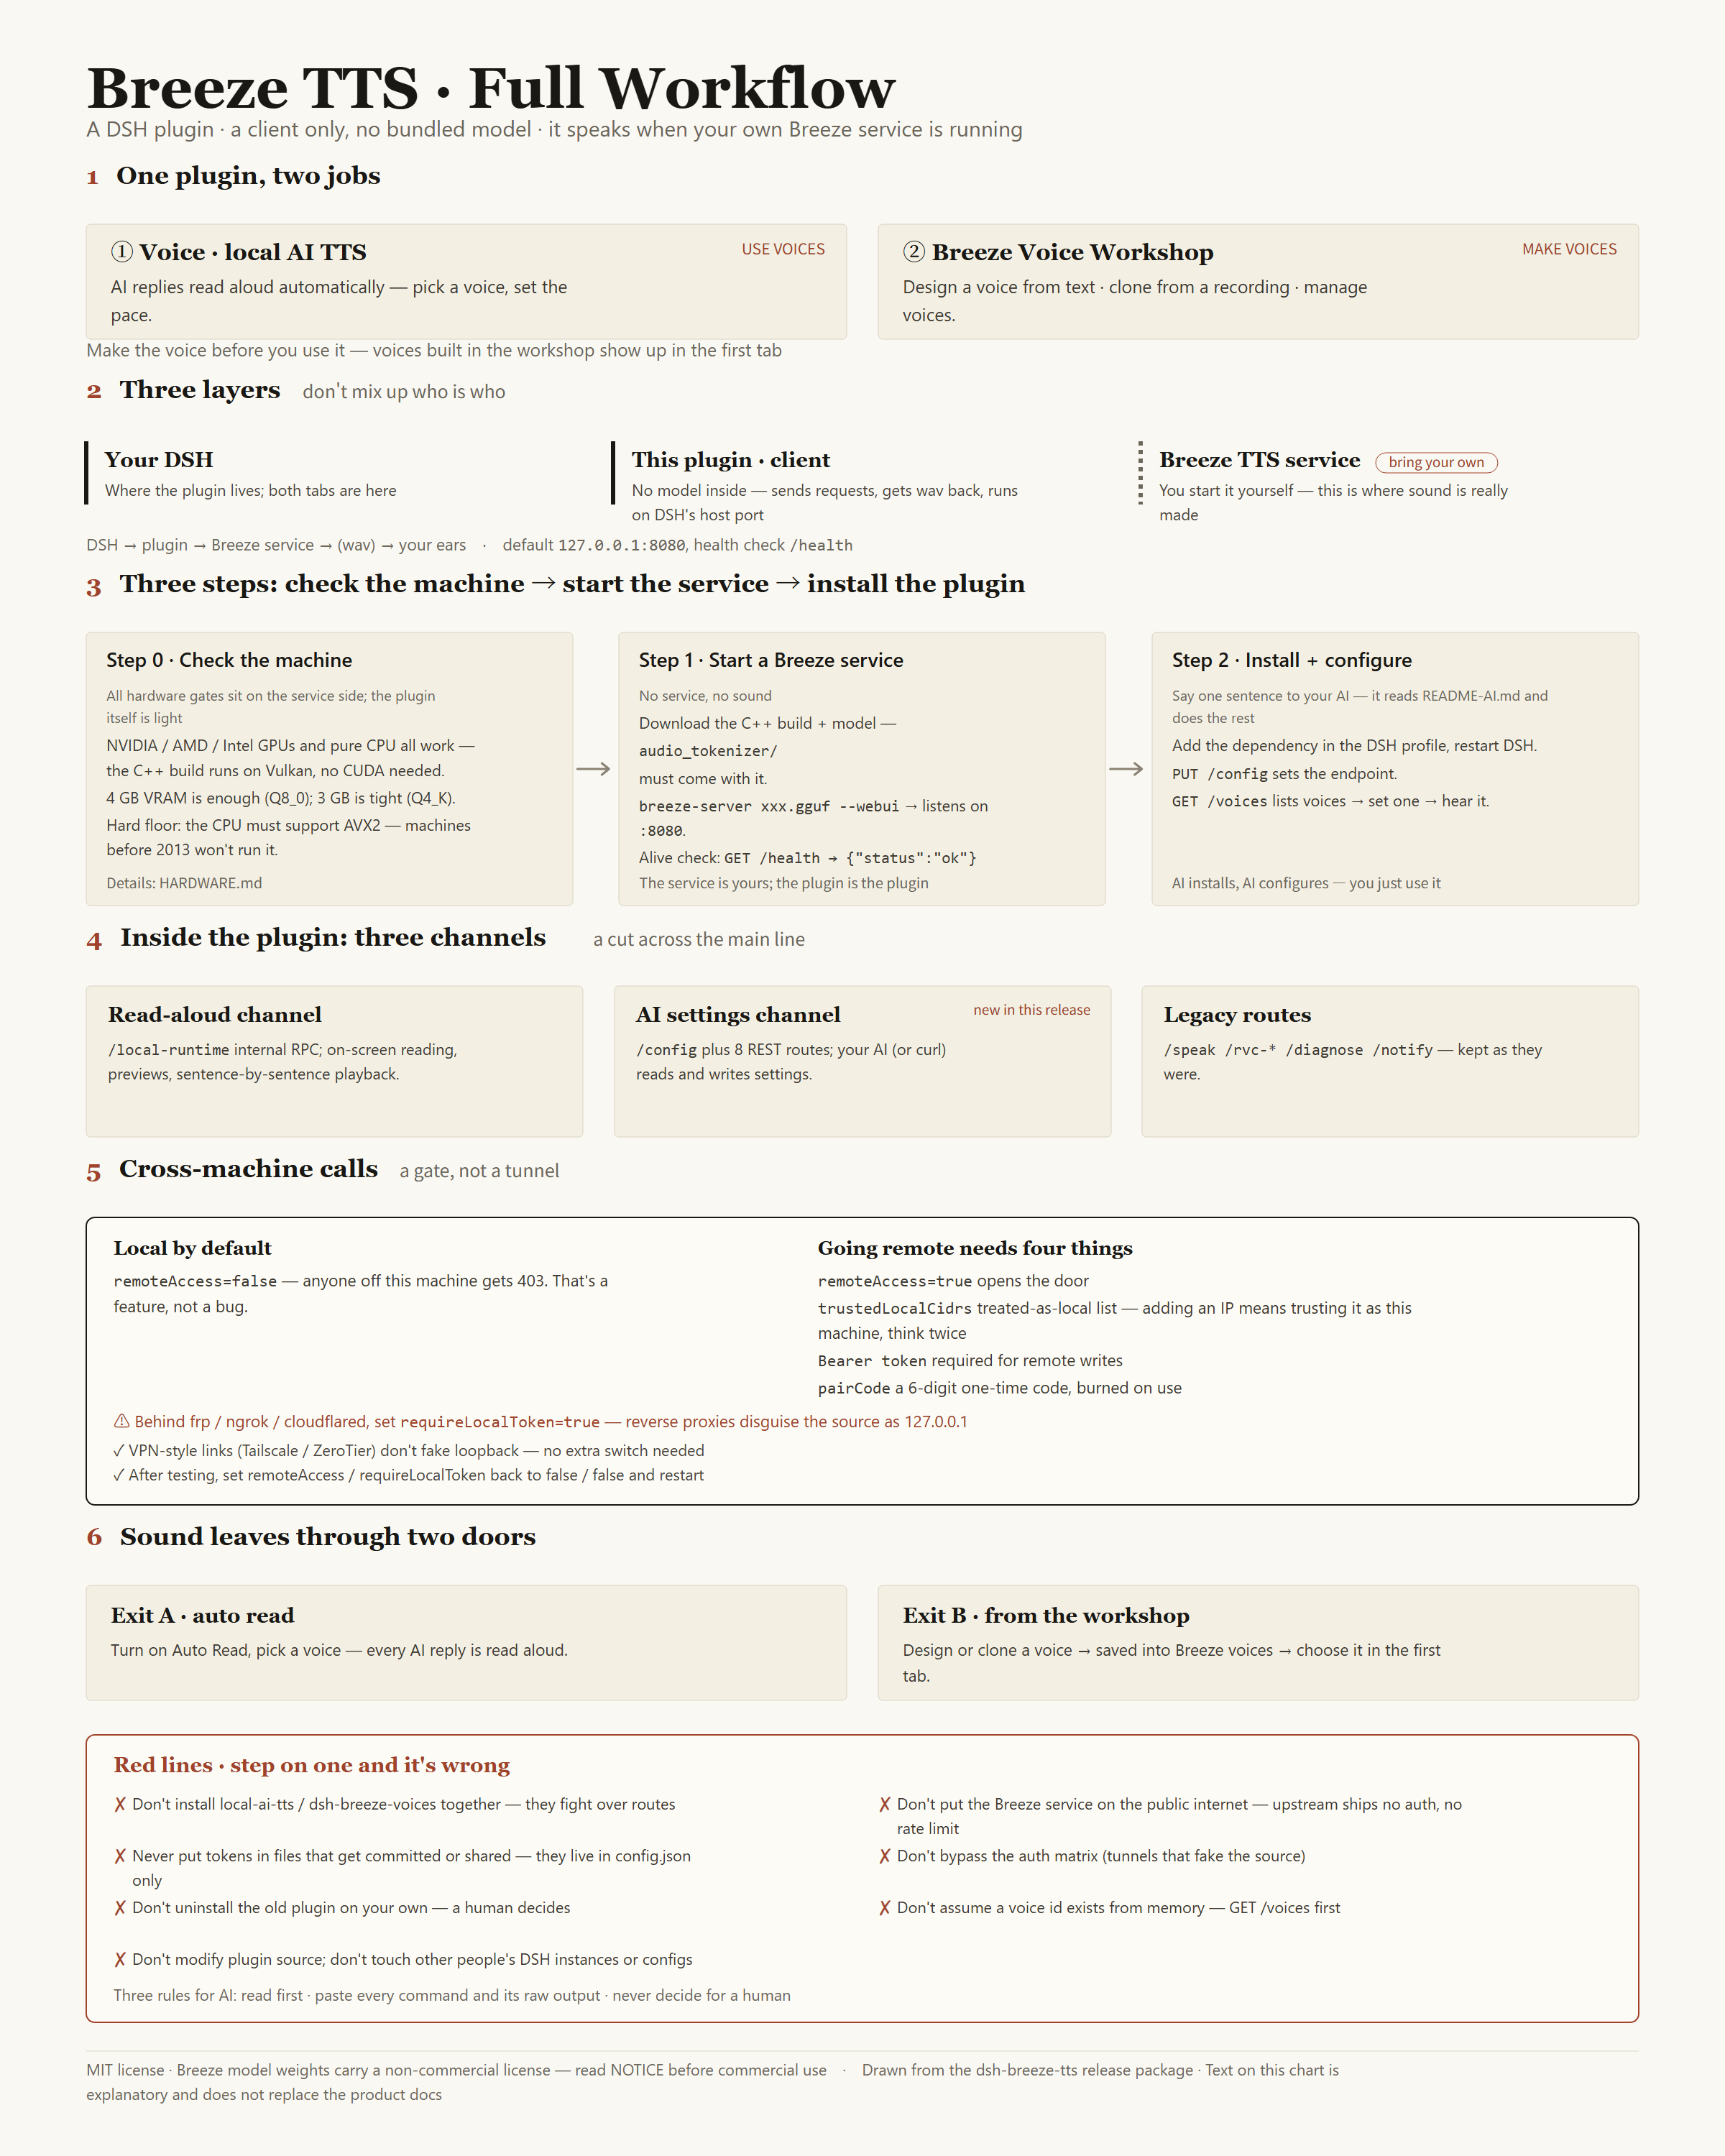 Breeze TTS · Full Workflow
A DSH plugin · a client only, no bundled model · it speaks when your own Breeze service is running
1 One plugin, two jobs
① Voice · local AI TTS
USE VOICES
AI replies read aloud automatically — pick a voice, set the
pace.
② Breeze Voice Workshop
MAKE VOICES
Design a voice from text · clone from a recording · manage
voices.
Make the voice before you use it — voices built in the workshop show up in the first tab
2 Three layers don't mix up who is who
Your DSH
Where the plugin lives; both tabs are here
This plugin · client
No model inside — sends requests, gets wav back, runs
on DSH's host port
Breeze TTS service bring your own
You start it yourself — this is where sound is really
made
DSH → plugin → Breeze service → (wav) → your ears · default 127.0.0.1:8080, health check /health
3 Three steps: check the machine → start the service → install the plugin
Step 0 · Check the machine
All hardware gates sit on the service side; the plugin
itself is light
NVIDIA / AMD / Intel GPUs and pure CPU all work —
the C++ build runs on Vulkan, no CUDA needed.
4 GB VRAM is enough (Q8_0); 3 GB is tight (Q4_K).
Hard floor: the CPU must support AVX2 — machines
before 2013 won't run it.
Details: HARDWARE.md
Step 1 · Start a Breeze service
No service, no sound
Download the C++ build + model —
audio_tokenizer/
must come with it.
breeze-server xxx.gguf --webui → listens on
:8080.
Alive check: GET /health → {"status":"ok"}
The service is yours; the plugin is the plugin
Step 2 · Install + configure
Say one sentence to your AI — it reads README-AI.md and
does the rest
Add the dependency in the DSH profile, restart DSH.
PUT /config sets the endpoint.
GET /voices lists voices → set one → hear it.
AI installs, AI configures — you just use it
4 Inside the plugin: three channels a cut across the main line
Read-aloud channel
/local-runtime internal RPC; on-screen reading,
previews, sentence-by-sentence playback.
AI settings channel
new in this release
/config plus 8 REST routes; your AI (or curl)
reads and writes settings.
Legacy routes
/speak /rvc-* /diagnose /notify — kept as they
were.
5 Cross-machine calls a gate, not a tunnel
Local by default
remoteAccess=false — anyone off this machine gets 403. That's a
feature, not a bug.
Going remote needs four things
remoteAccess=true opens the door
trustedLocalCidrs treated-as-local list — adding an IP means trusting it as this
machine, think twice
Bearer token required for remote writes
pairCode a 6-digit one-time code, burned on use
⚠ Behind frp / ngrok / cloudflared, set requireLocalToken=true — reverse proxies disguise the source as 127.0.0.1
✓ VPN-style links (Tailscale / ZeroTier) don't fake loopback — no extra switch needed
✓ After testing, set remoteAccess / requireLocalToken back to false / false and restart
6 Sound leaves through two doors
Exit A · auto read
Turn on Auto Read, pick a voice — every AI reply is read aloud.
Exit B · from the workshop
Design or clone a voice → saved into Breeze voices → choose it in the first
tab.
Red lines · step on one and it's wrong
✗ Don't install local-ai-tts / dsh-breeze-voices together — they fight over routes
✗ Don't put the Breeze service on the public internet — upstream ships no auth, no
rate limit
✗ Never put tokens in files that get committed or shared — they live in config.json
only
✗ Don't bypass the auth matrix (tunnels that fake the source)
✗ Don't uninstall the old plugin on your own — a human decides
✗ Don't assume a voice id exists from memory — GET /voices first
✗ Don't modify plugin source; don't touch other people's DSH instances or configs
Three rules for AI: read first · paste every command and its raw output · never decide for a human
MIT license · Breeze model weights carry a non-commercial license — read NOTICE before commercial use · Drawn from the dsh-breeze-tts release package · Text on this chart is
explanatory and does not replace the product docs